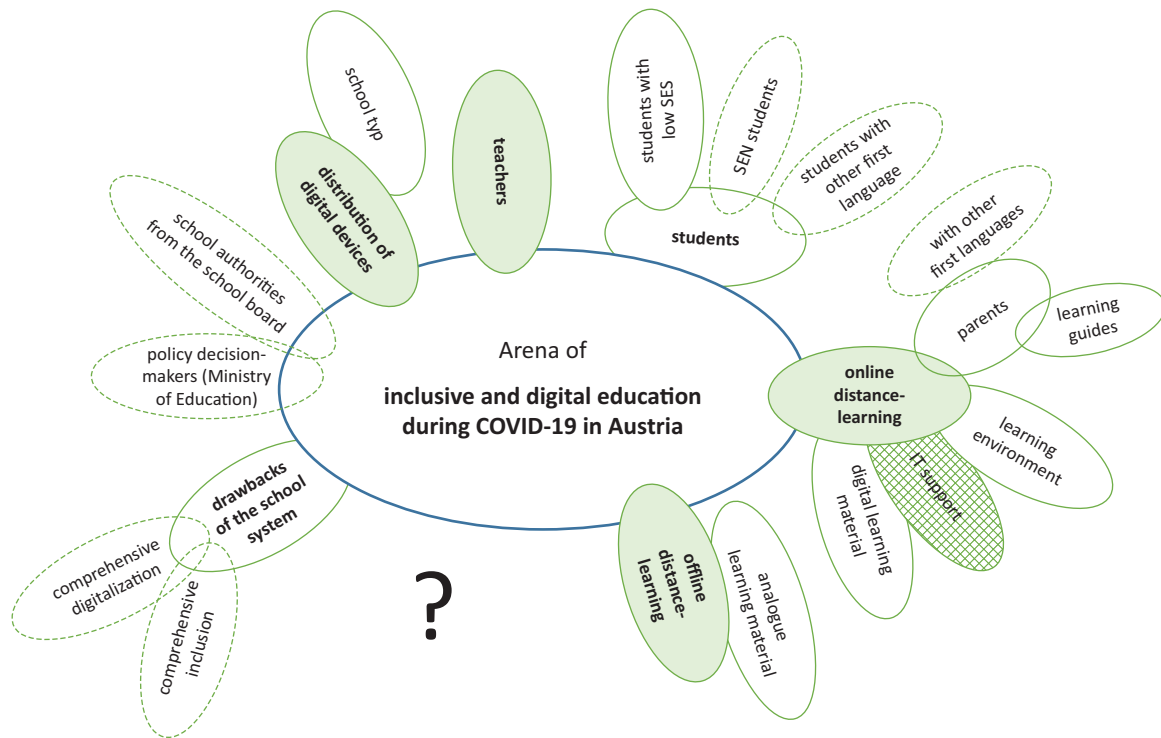 school typ
distribution of
digital devices
teachers
students with
low SES
SEN students
students with
other first
language
students
with other
first languages
parents
learning
guides
school authorities
from the school board
policy decision-
makers (Ministry
of Education)
Arena of
inclusive and digital education
during COVID-19 in Austria
online
distance-
learning
learning
environment
IT support
digital learning
material
drawbacks
of the school
system
comprehensive
digitalization
comprehensive
inclusion
?
offline
distance-
learning
analogue
learning material